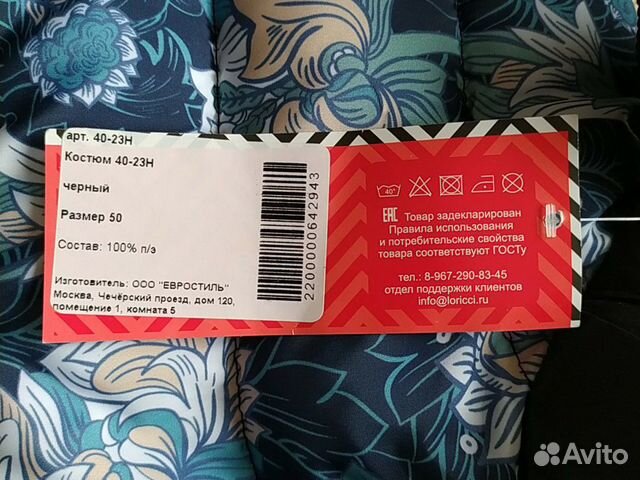 арт. 40-23Н
Костюм 40-23Н
черный
Размер 50
Состав: 100% п/э
Изготовитель: ООО "ЕВРОСТИЛЬ"
Москва, Чечёрский проезд, дом 120,
помещение 1, комната 5
2200000642943
40°
ЕАС
Товар задекларирован
Правила использования
и потребительские свойства
товара соответствуют ГОСТу
тел.: 8-967-290-83-45
отдел поддержки клиентов
info@loricci.ru
Avito